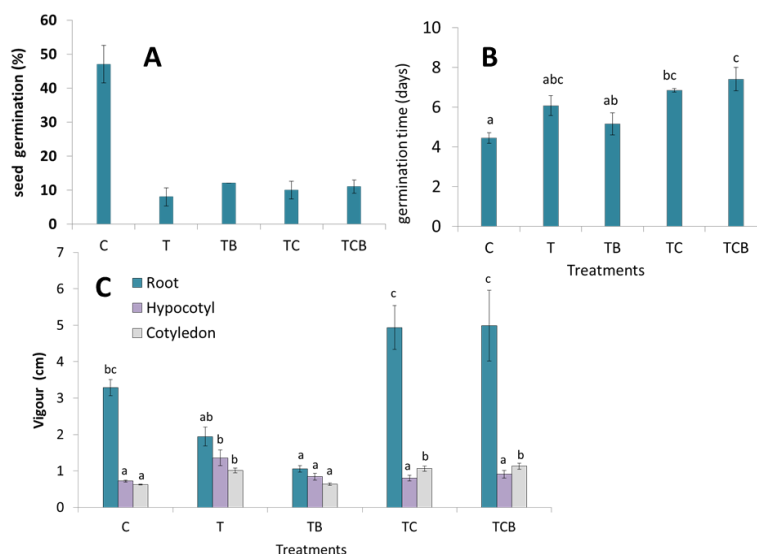 A
seed germination (%)
60
50
40
30
20
10
0
C T TB TC TCB
B
germination time (days)
10
8
6
4
2
0
a abc ab bc c
C T TB TC TCB
Treatments
C
Root
Hypocotyl
Cotyledon
Vigour (cm)
7
6
5
4
3
2
1
0
bc a a
ab b b
a a a
c a b
c a b
C T TB TC TCB
Treatments